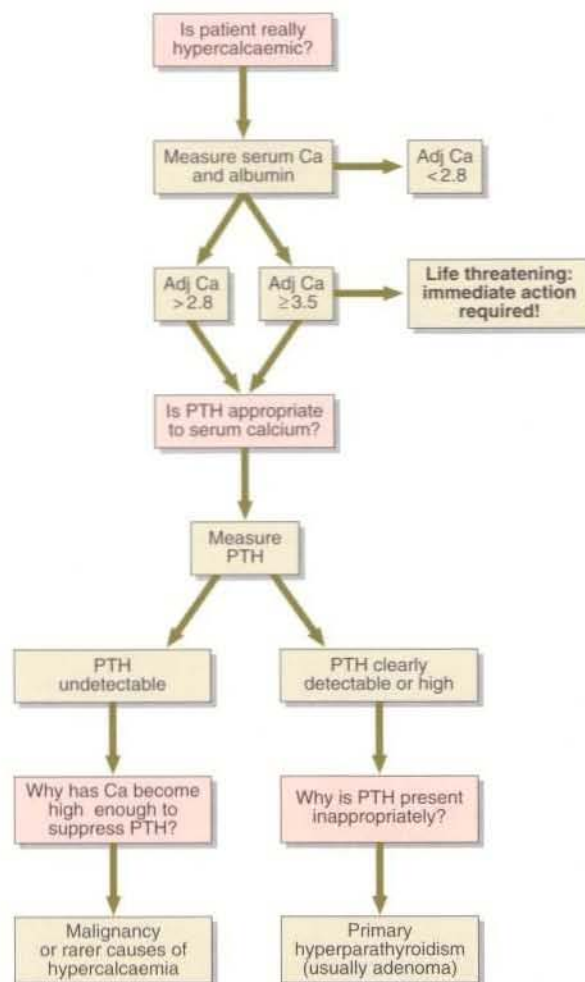 Is patient really
hypercalcaemic?
Measure serum Ca
and albumin
Adj Ca
<2.8
Adj Ca
>2.8
Adj Ca
≥3.5
Life threatening:
immediate action
required!
Is PTH appropriate
to serum calcium?
Measure
PTH
PTH
undetectable
PTH clearly
detectable or high
Why has Ca become
high enough to
suppress PTH?
Why is PTH present
inappropriately?
Malignancy
or rarer causes of
hypercalcaemia
Primary
hyperparathyroidism
(usually adenoma)